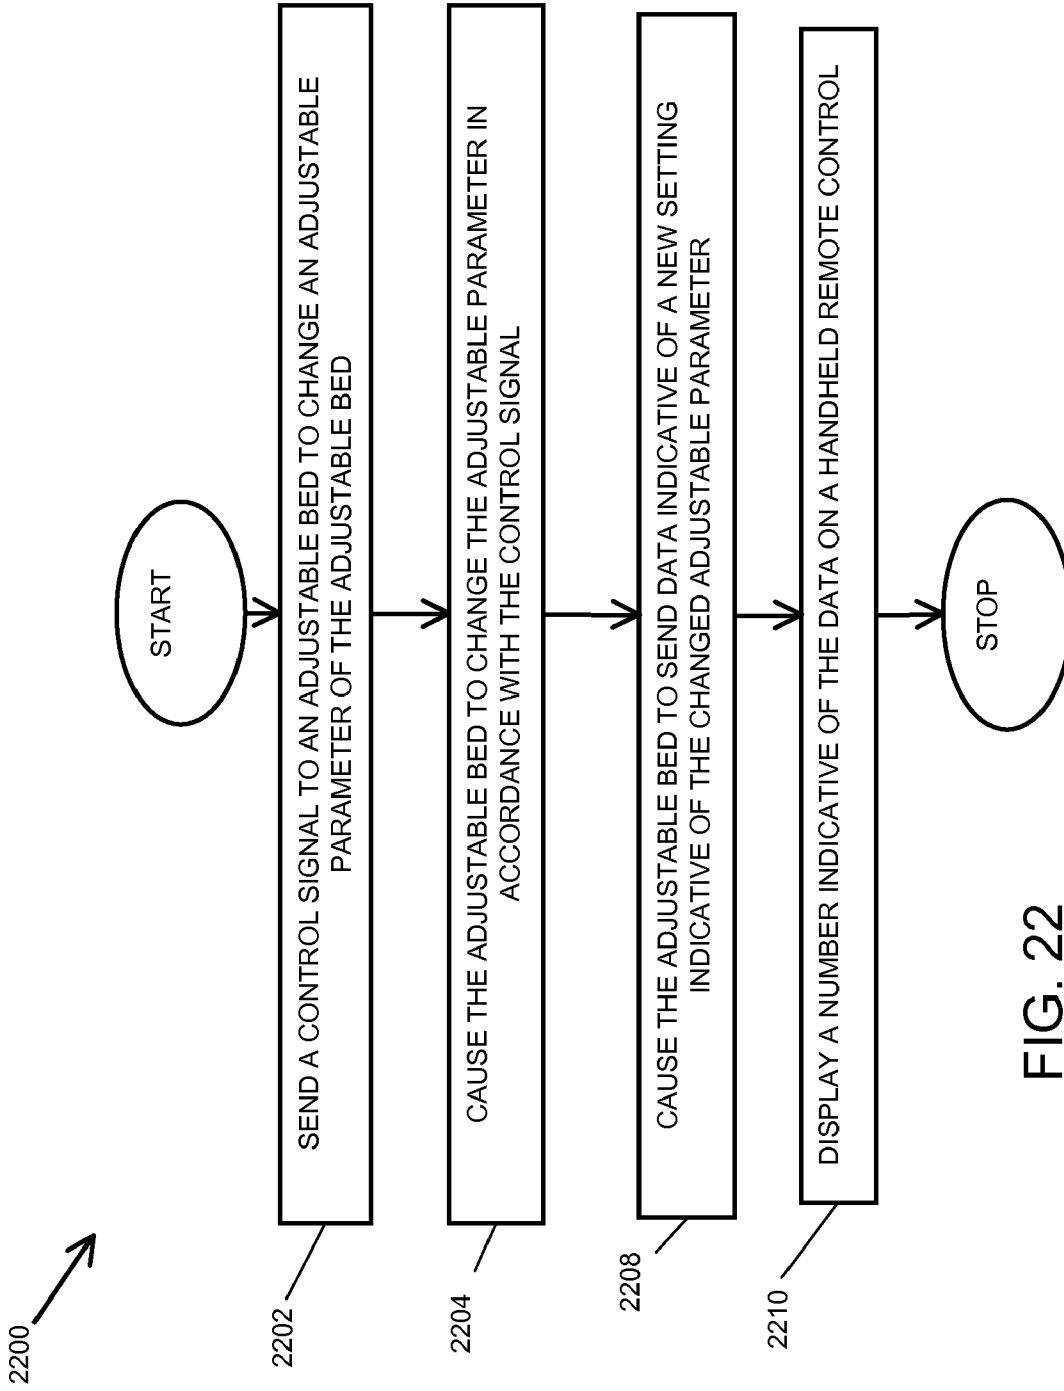 2200
START
2202
SEND A CONTROL SIGNAL TO AN ADJUSTABLE BED TO CHANGE AN ADJUSTABLE
PARAMETER OF THE ADJUSTABLE BED
2204
CAUSE THE ADJUSTABLE BED TO CHANGE THE ADJUSTABLE PARAMETER IN
ACCORDANCE WITH THE CONTROL SIGNAL
2208
CAUSE THE ADJUSTABLE BED TO SEND DATA INDICATIVE OF A NEW SETTING
INDICATIVE OF THE CHANGED ADJUSTABLE PARAMETER
2210
DISPLAY A NUMBER INDICATIVE OF THE DATA ON A HANDHELD REMOTE CONTROL
STOP
FIG. 22